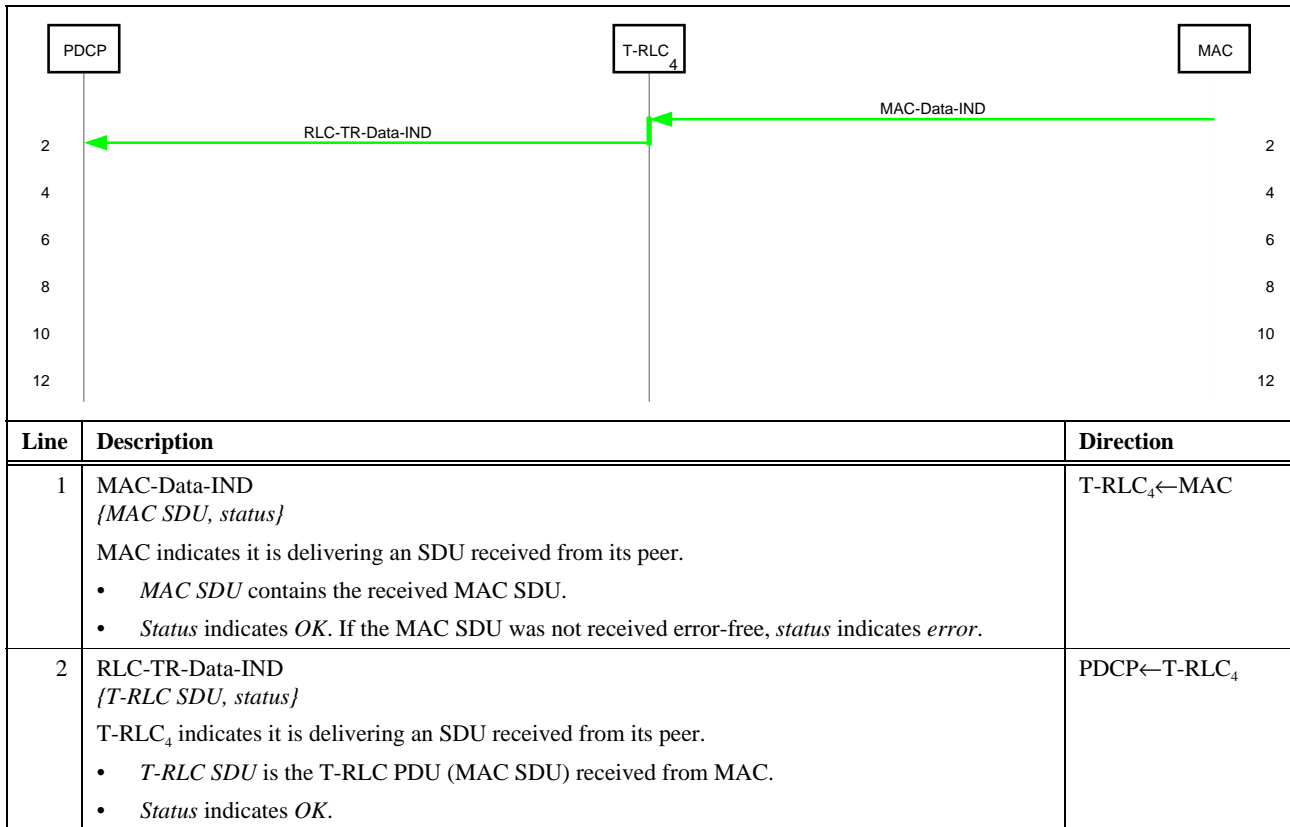 PDCP T-RLC4 MAC
MAC-Data-IND
RLC-TR-Data-IND
2 2
4 4
6 6
8 8
10 10
12 12
Line Description Direction
1 MAC-Data-IND T-RLC4←MAC
{MAC SDU, status}
MAC indicates it is delivering an SDU received from its peer.
• MAC SDU contains the received MAC SDU.
• Status indicates OK. If the MAC SDU was not received error-free, status indicates error.
2 RLC-TR-Data-IND PDCP←T-RLC4
{T-RLC SDU, status}
T-RLC4 indicates it is delivering an SDU received from its peer.
• T-RLC SDU is the T-RLC PDU (MAC SDU) received from MAC.
• Status indicates OK.